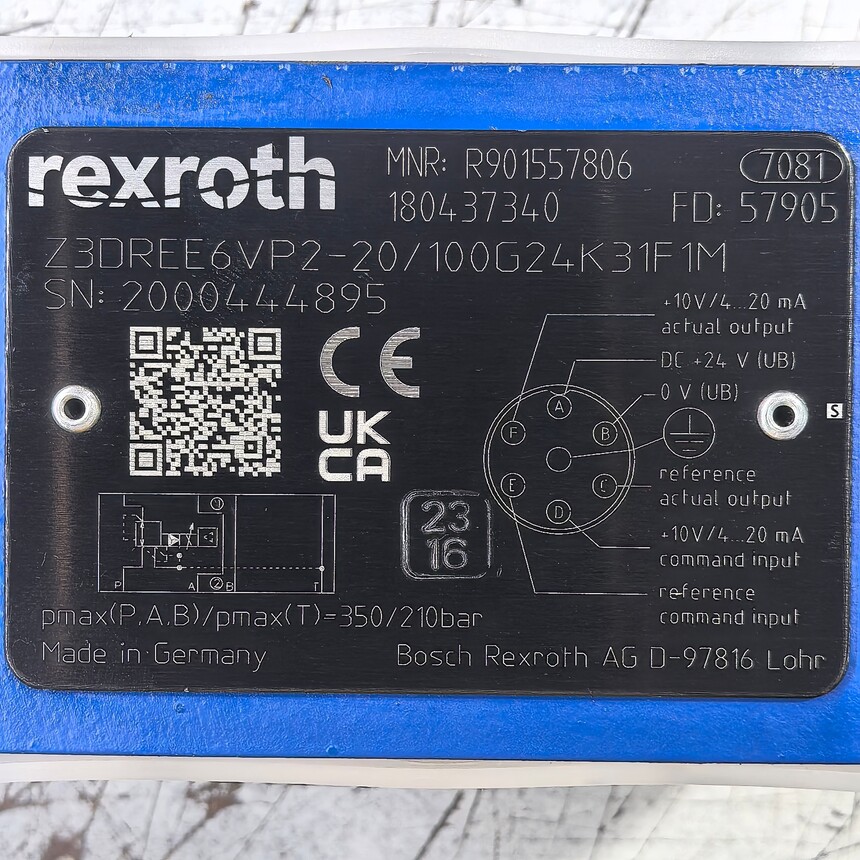 rexroth
MNR: R901557806
7081
180437340
FD: 57905
Z3DREE6VP2-20/100G24K31F1M
SN: 2000444895
CE
UK
CA
+10V/4...20 mA
actual output
DC +24 V (UB)
0 V (UB)
A
B
C
D
E
F
reference
actual output
+10V/4...20 mA
command input
reference
command input
S
23
16
1
P
A
2
B
T
pmax(P,A,B)/pmax(T)=350/210bar
Made in Germany
Bosch Rexroth AG D-97816 Lohr